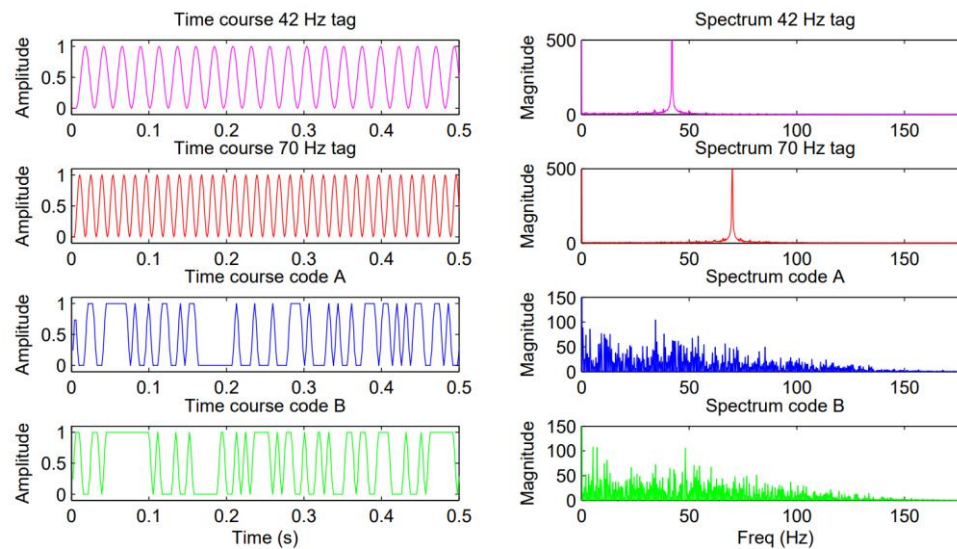 Time course 42 Hz tag
Amplitude
1
0.5
0
0 0.1 0.2 0.3 0.4 0.5
Spectrum 42 Hz tag
Magnitude
500
0
0 50 100 150
Time course 70 Hz tag
Amplitude
1
0.5
0
0 0.1 0.2 0.3 0.4 0.5
Spectrum 70 Hz tag
Magnitude
500
0
0 50 100 150
Time course code A
Amplitude
1
0.5
0
0 0.1 0.2 0.3 0.4 0.5
Spectrum code A
Magnitude
150
100
50
0
0 50 100 150
Time course code B
Amplitude
1
0.5
0
0 0.1 0.2 0.3 0.4 0.5
Time (s)
Spectrum code B
Magnitude
150
100
50
0
0 50 100 150
Freq (Hz)